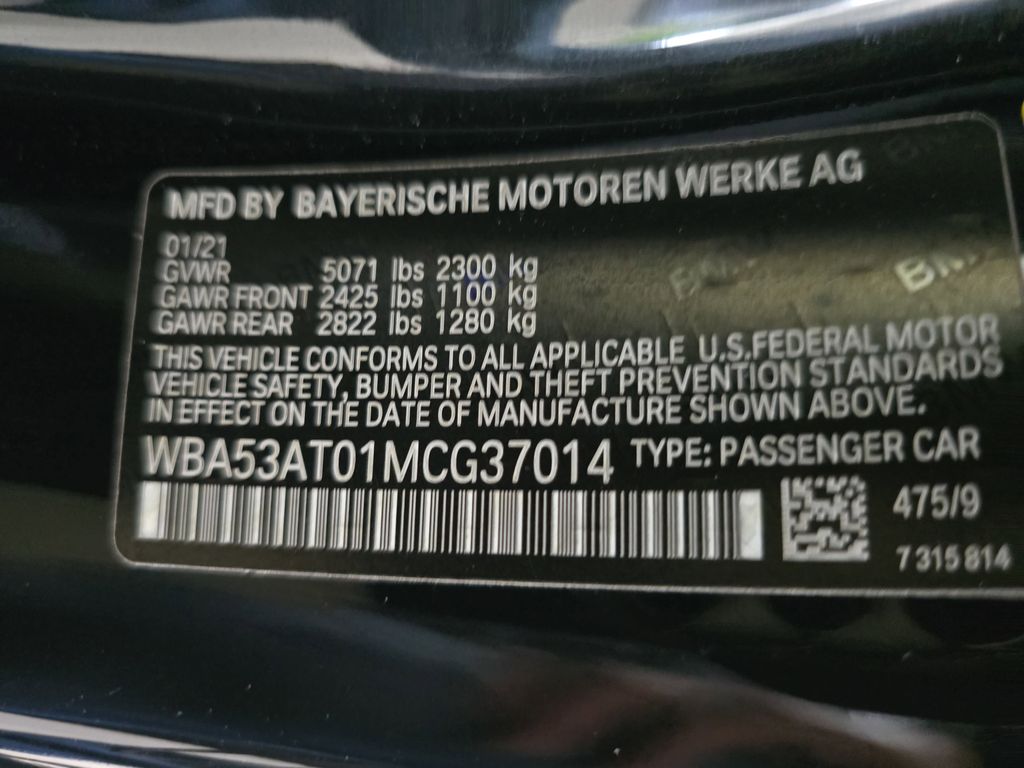 MFD BY BAYERISCHE MOTOREN WERKE AG
01/21
GVWR 5071 lbs 2300 kg
GAWR FRONT 2425 lbs 1100 kg
GAWR REAR 2822 lbs 1280 kg
THIS VEHICLE CONFORMS TO ALL APPLICABLE U.S.FEDERAL MOTOR
VEHICLE SAFETY, BUMPER AND THEFT PREVENTION STANDARDS
IN EFFECT ON THE DATE OF MANUFACTURE SHOWN ABOVE.
WBA53AT01MCG37014 TYPE: PASSENGER CAR
475/9
7 315 814